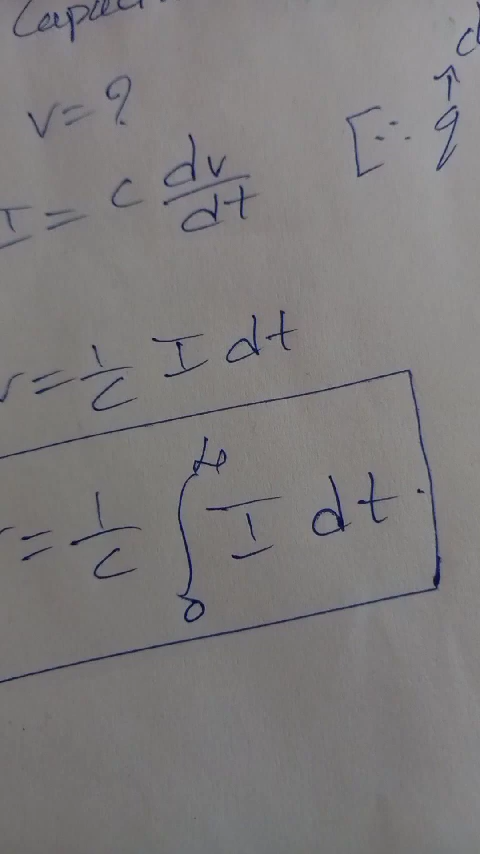 V = ?
[∵ q
I = C dv/dt
= 1/C I dt
= 1/C ∫₀ᵗ I dt.